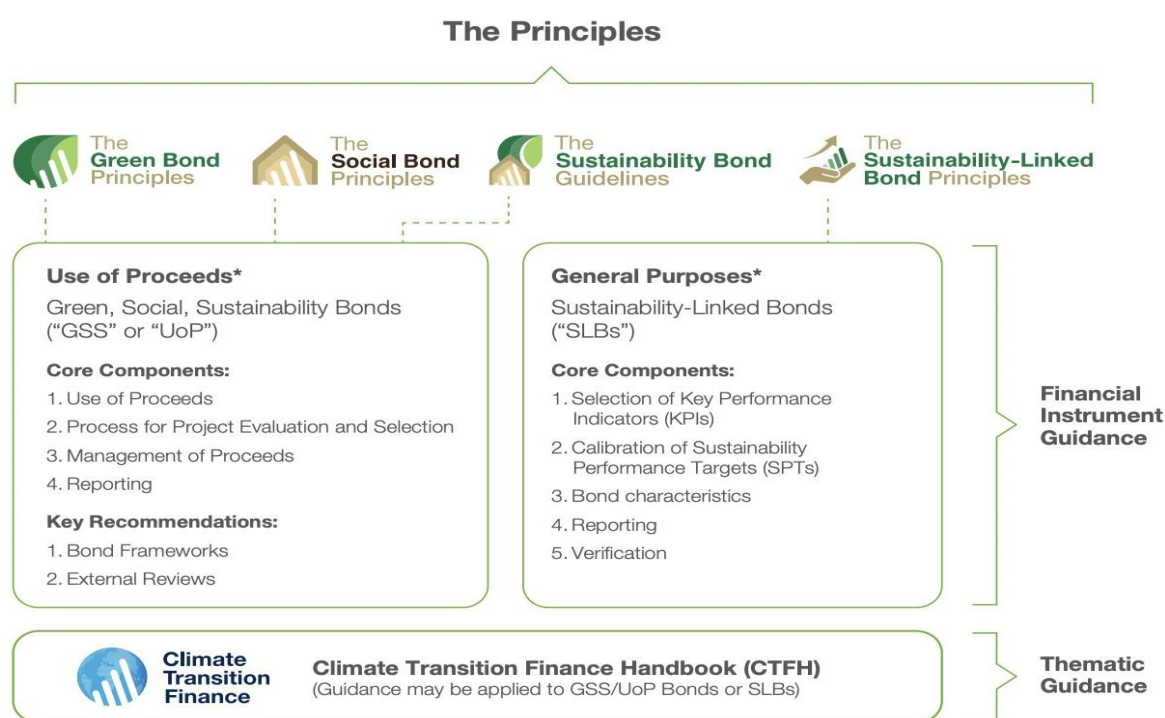 The Principles
The
Green Bond
Principles
The
Social Bond
Principles
The
Sustainability Bond
Guidelines
The
Sustainability-Linked
Bond Principles
Use of Proceeds*
Green, Social, Sustainability Bonds
(“GSS” or “UoP”)
Core Components:
1. Use of Proceeds
2. Process for Project Evaluation and Selection
3. Management of Proceeds
4. Reporting
Key Recommendations:
1. Bond Frameworks
2. External Reviews
General Purposes*
Sustainability-Linked Bonds
(“SLBs”)
Core Components:
1. Selection of Key Performance
Indicators (KPIs)
2. Calibration of Sustainability
Performance Targets (SPTs)
3. Bond characteristics
4. Reporting
5. Verification
Financial
Instrument
Guidance
Climate
Transition
Finance
Climate Transition Finance Handbook (CTFH)
(Guidance may be applied to GSS/UoP Bonds or SLBs)
Thematic
Guidance